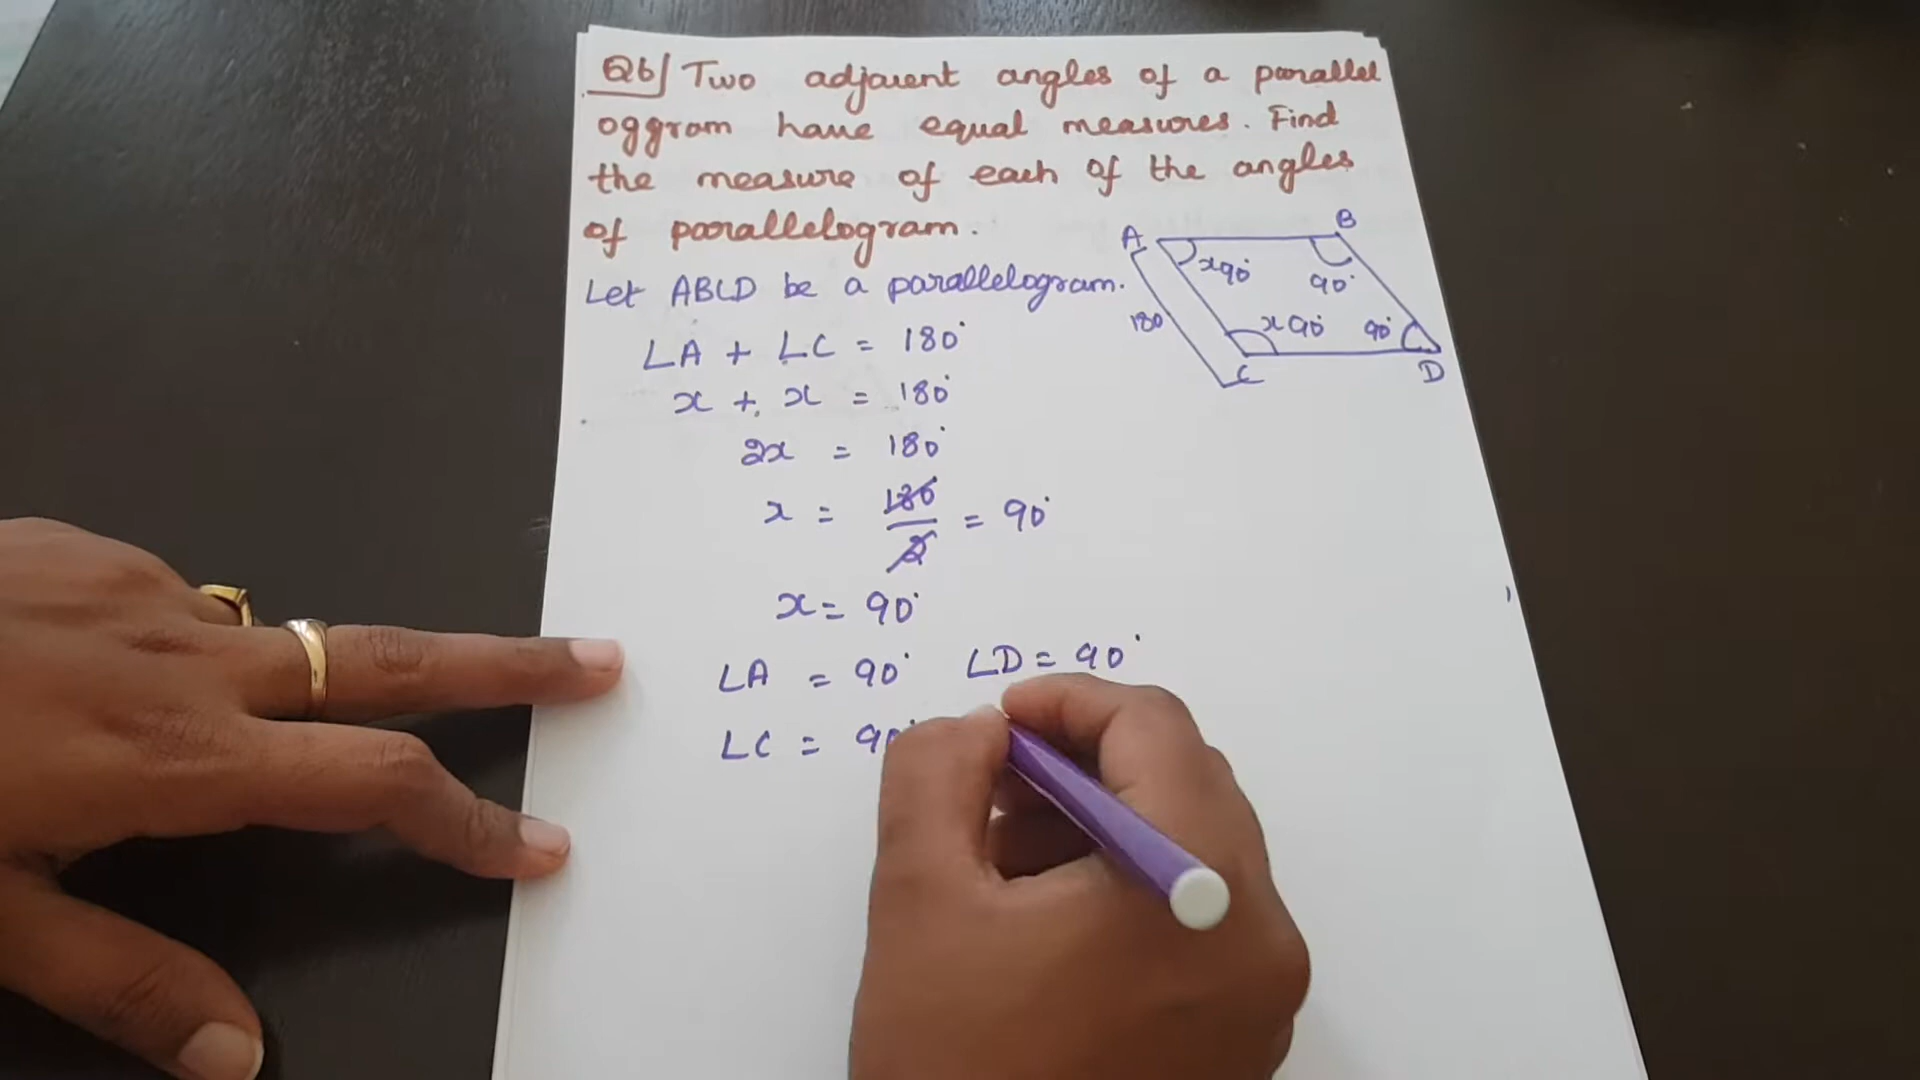 Q6/ Two adjacent angles of a parallel
oggram have equal measures. Find
the measure of each of the angles
of parallelogram.
Let ABCD be a parallelogram.
A
B
x90°
90°
180
x90°
90°
C
D
∠A + ∠C = 180°
x + x = 180°
2x = 180°
x = 180/2 = 90°
x = 90°
∠A = 90° ∠D = 90°
∠C =